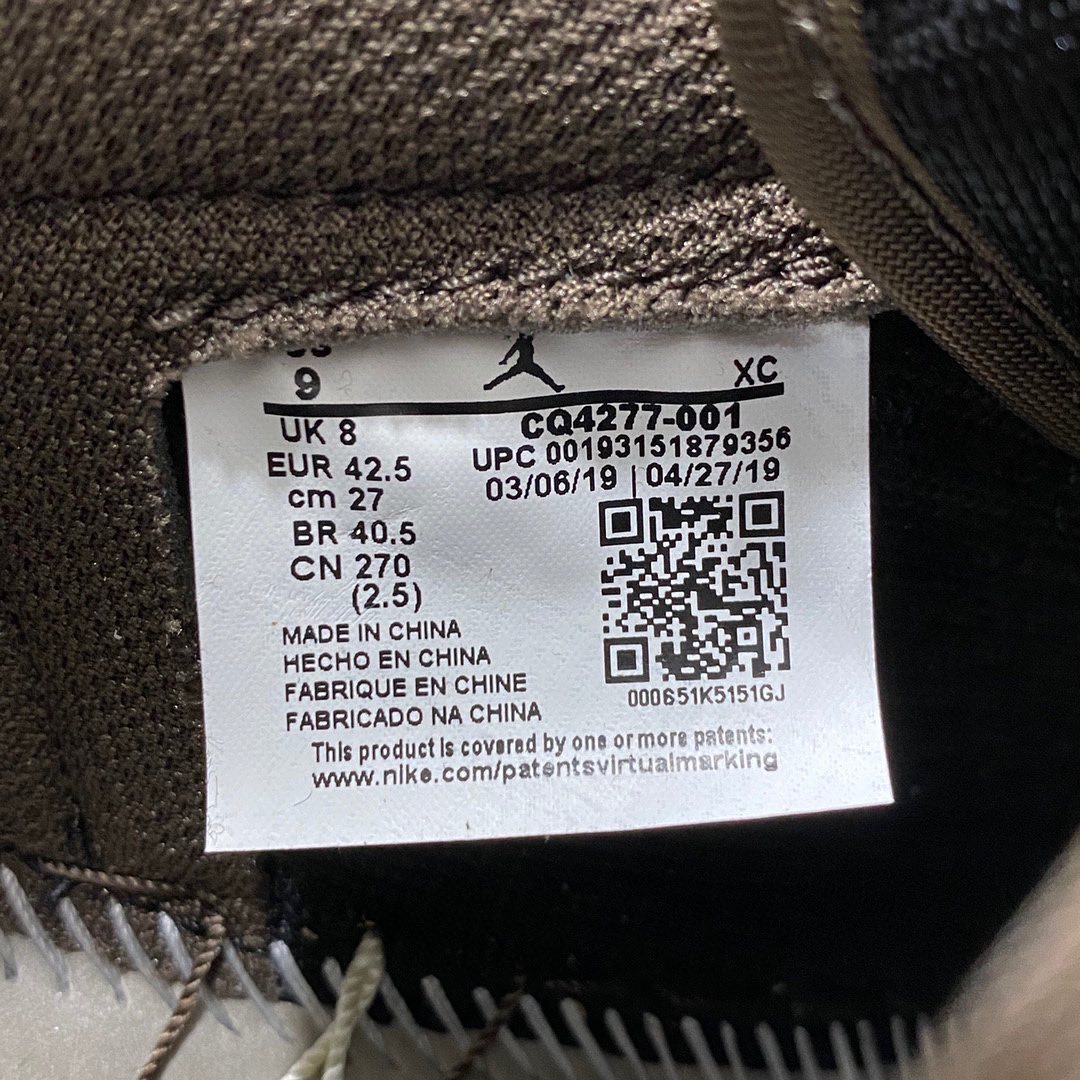 9
XC
UK 8
CQ4277-001
EUR 42.5
UPC 00193151879356
cm 27
03/06/19 | 04/27/19
BR 40.5
CN 270
(2.5)
MADE IN CHINA
HECHO EN CHINA
FABRIQUE EN CHINE
FABRICADO NA CHINA
000651K5151GJ
This product is covered by one or more patents:
www.nike.com/patentsvirtualmarking